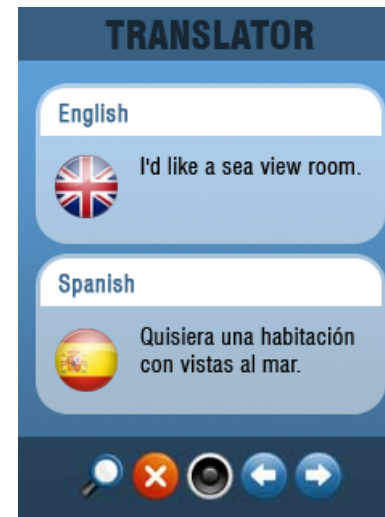 TRANSLATOR
English
I'd like a sea view room.
Spanish
Quisiera una habitación
con vistas al mar.